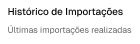 Histórico de Importações
Últimas importações realizadas